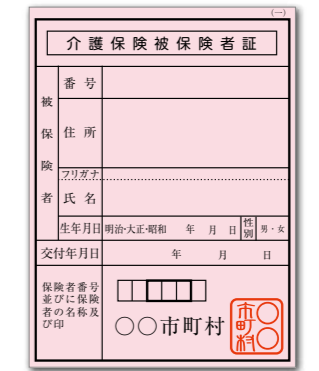 (一)
介護保険被保険者証
被保険者
番号
住所
フリガナ
氏名
生年月日
明治・大正・昭和 年 月 日
性別
男・女
交付年月日
年 月 日
保険者番号
並びに保険
者の名称及
び印
○○市町村
○○市町村